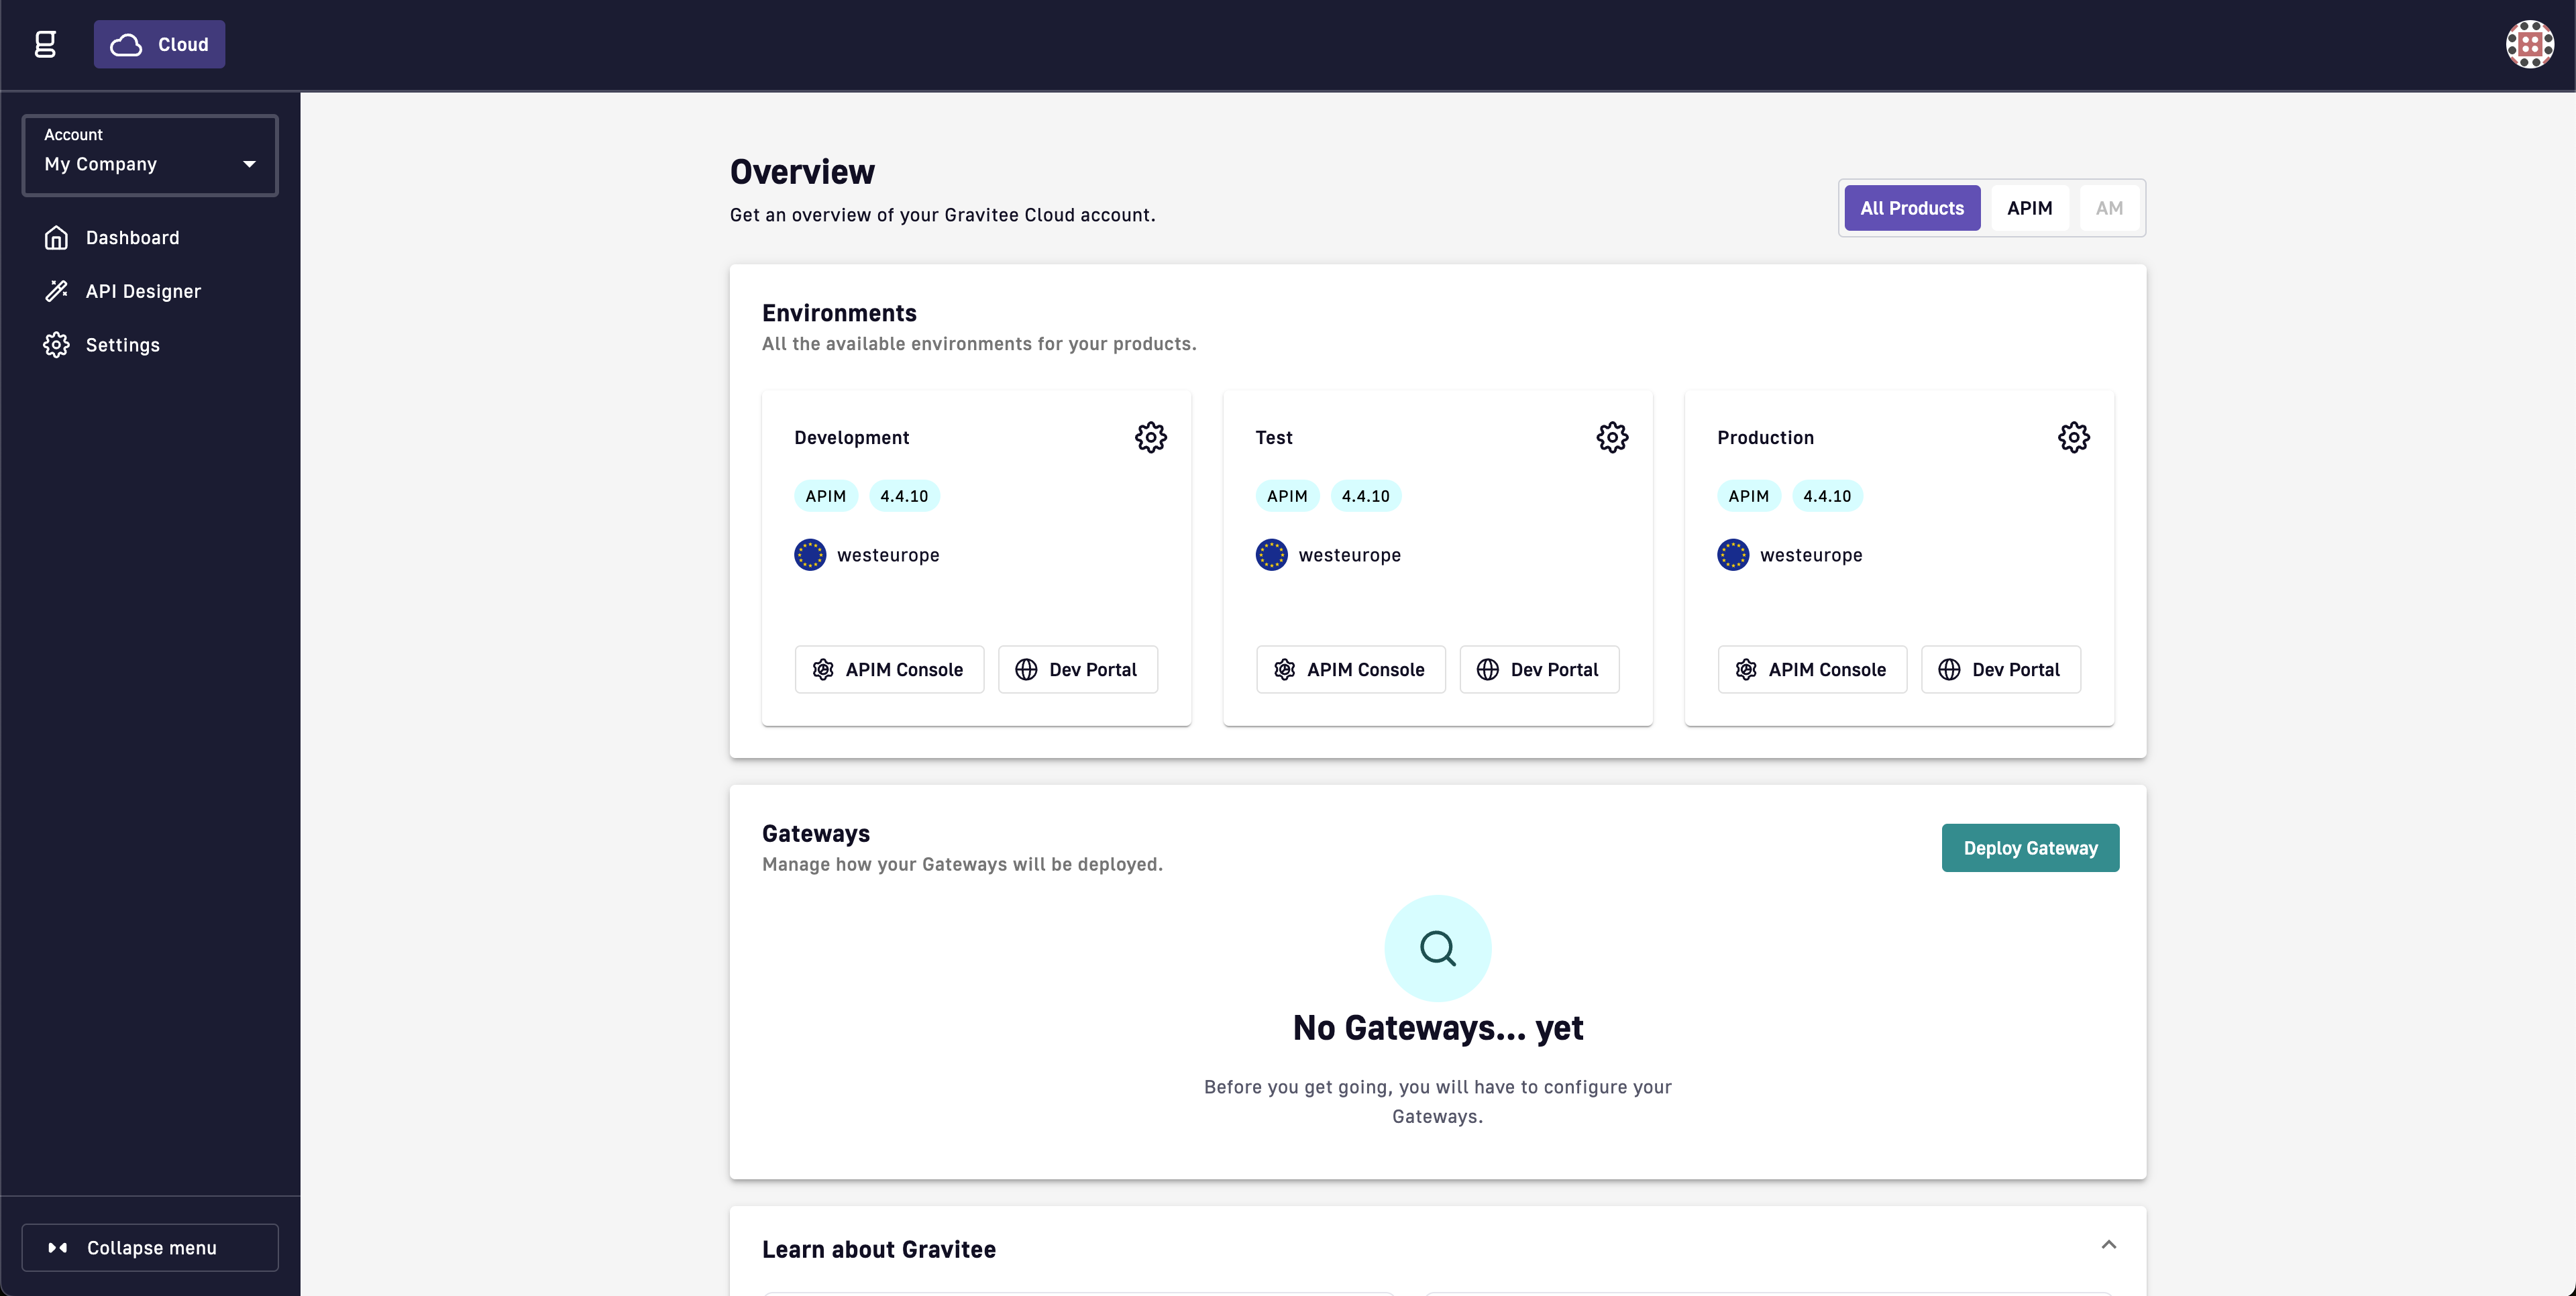 g
Cloud
Account
My Company
Dashboard
API Designer
Settings
Collapse menu
Overview
Get an overview of your Gravitee Cloud account.
All Products
APIM
AM
Environments
All the available environments for your products.
Development
APIM 4.4.10
westeurope
APIM Console
Dev Portal
Test
APIM 4.4.10
westeurope
APIM Console
Dev Portal
Production
APIM 4.4.10
westeurope
APIM Console
Dev Portal
Gateways
Manage how your Gateways will be deployed.
Deploy Gateway
No Gateways... yet
Before you get going, you will have to configure your
Gateways.
Learn about Gravitee